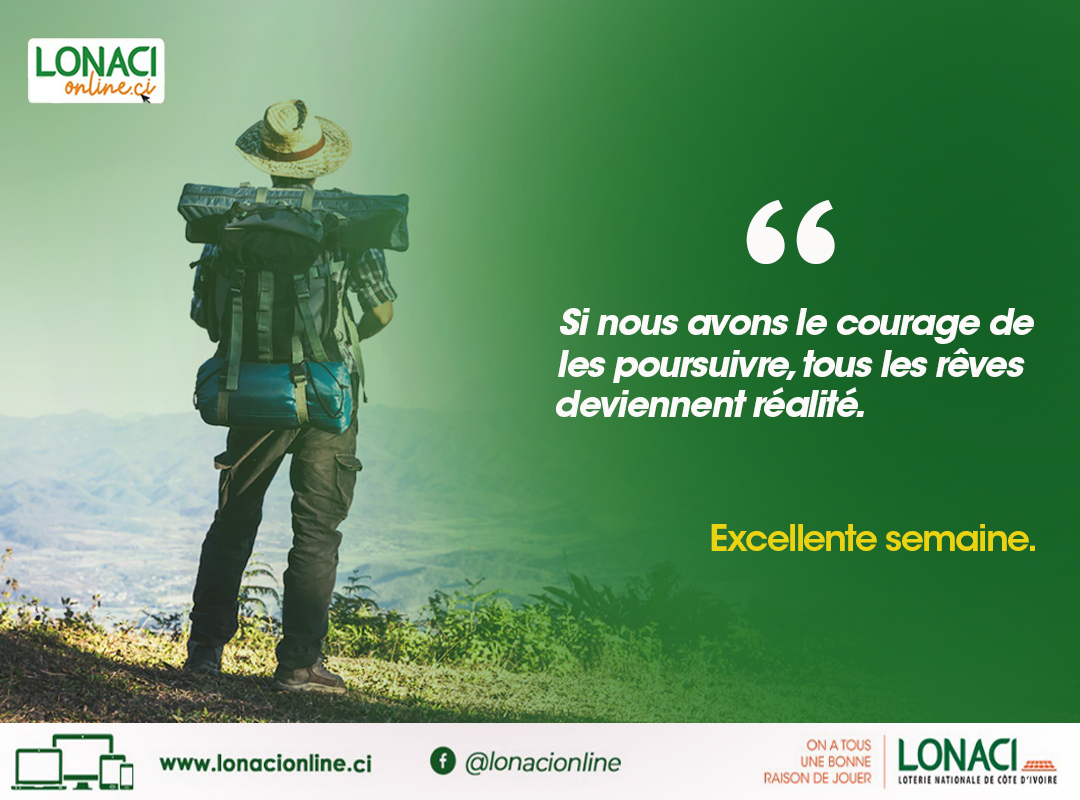 LONACI
online.ci
“
Si nous avons le courage de
les poursuivre, tous les rêves
deviennent réalité.
Excellente semaine.
www.lonacionline.ci
f @lonacionline
ON A TOUS
UNE BONNE
RAISON DE JOUER
LONACI
LOTERIE NATIONALE DE CÔTE D'IVOIRE